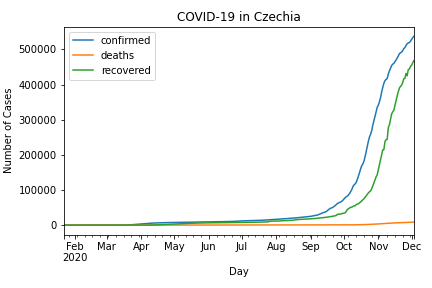 COVID-19 in Czechia
confirmed
deaths
recovered
500000
400000
300000
200000
100000
0
Number of Cases
Feb Mar Apr May Jun Jul Aug Sep Oct Nov Dec
2020
Day